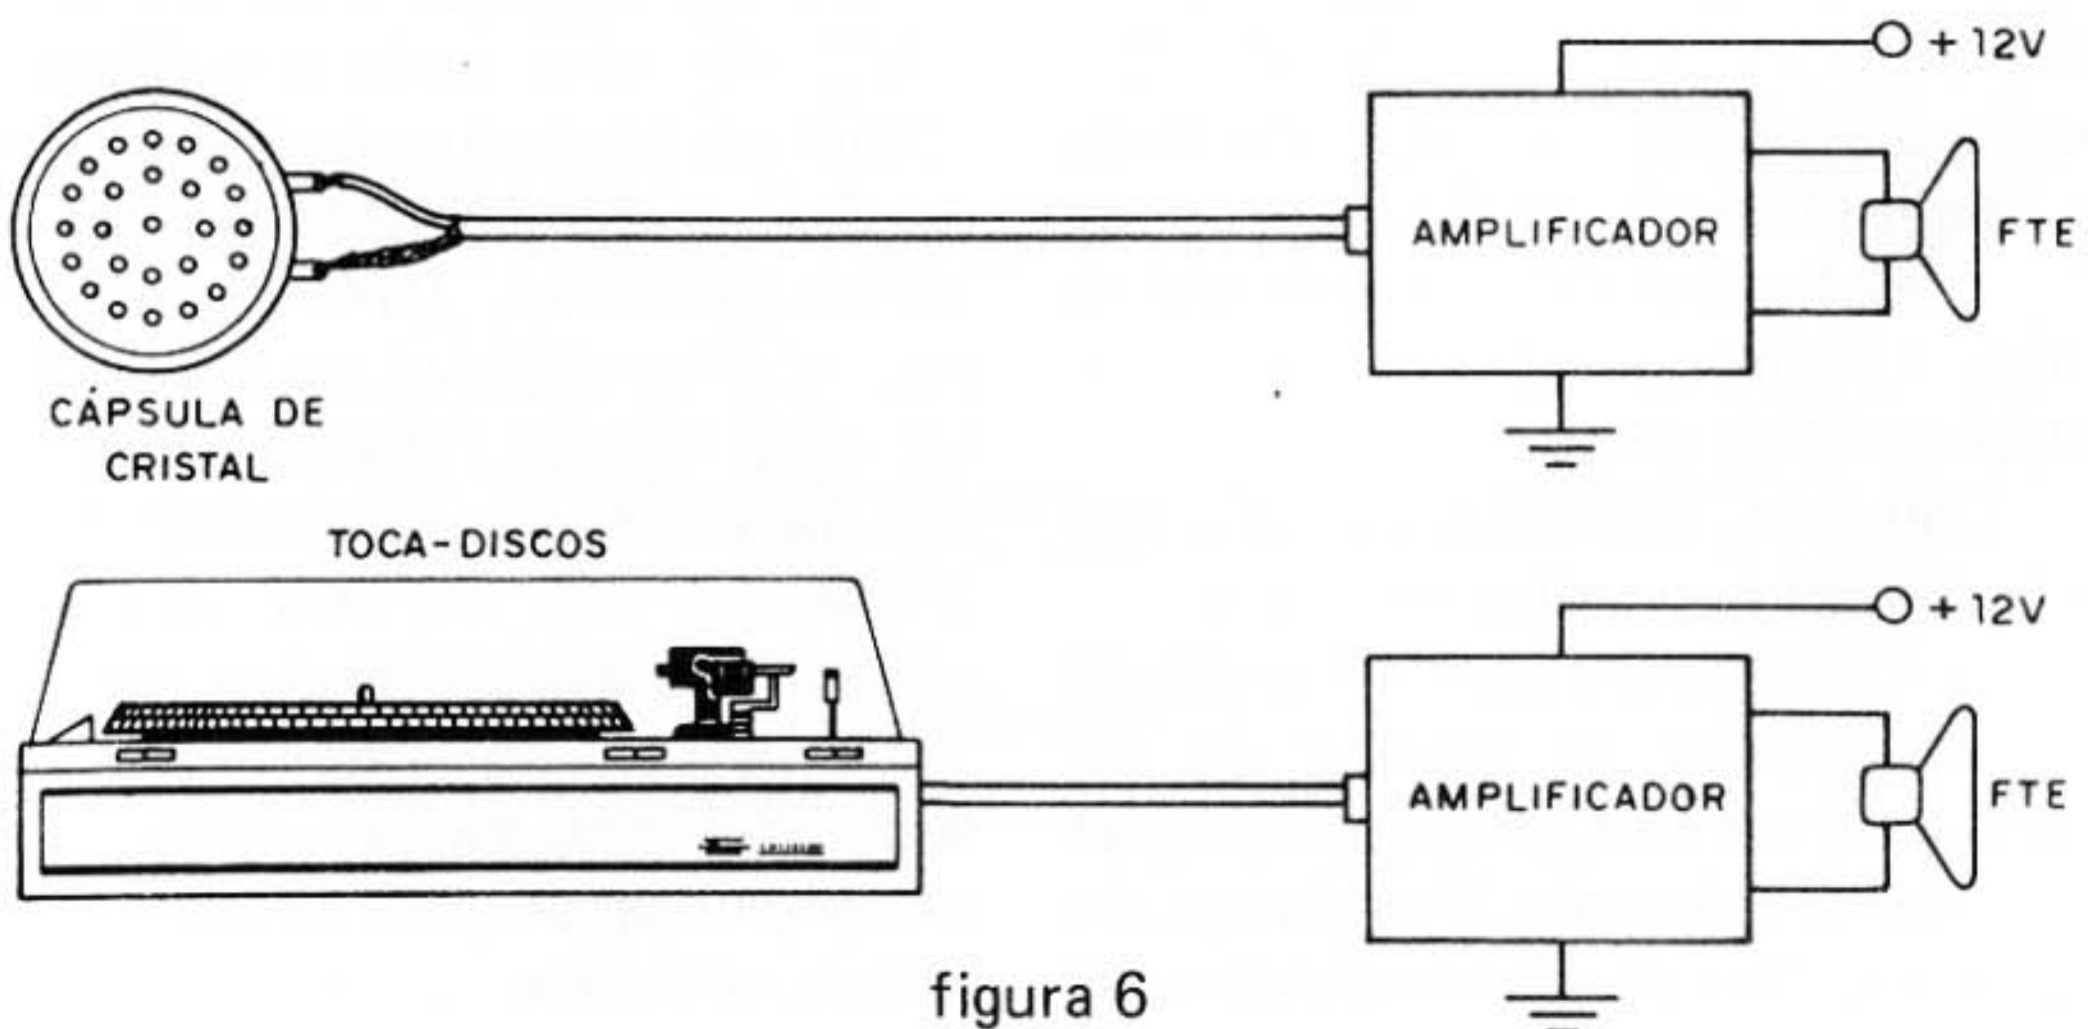 + 12V
AMPLIFICADOR
FTE
CÁPSULA DE
CRISTAL
TOCA-DISCOS
+ 12V
AMPLIFICADOR
FTE
figura 6